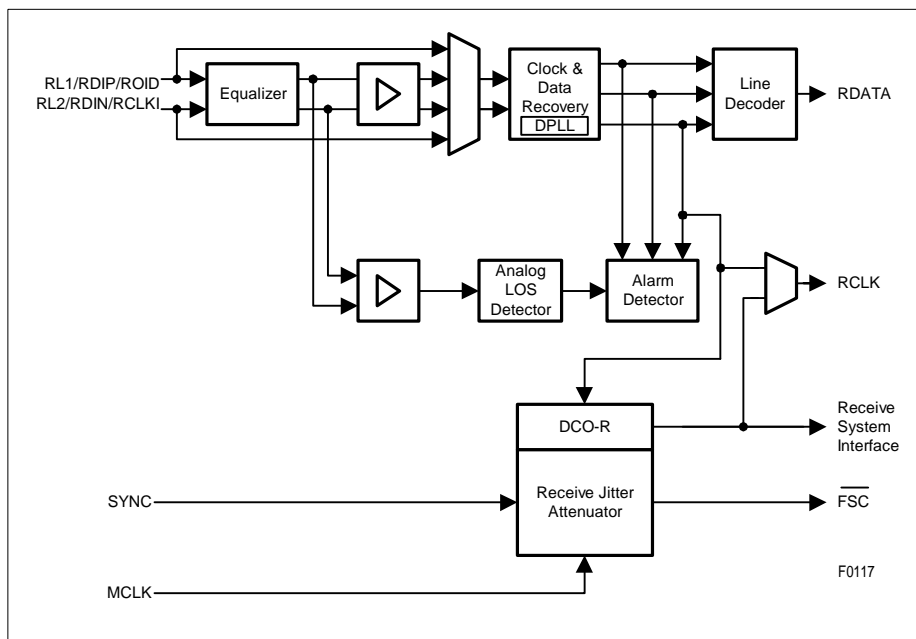 RL1/RDIP/ROID
RL2/RDIN/RCLKI
Equalizer
Clock &
Data
Recovery
DPLL
Line
Decoder
RDATA
Analog
LOS
Detector
Alarm
Detector
RCLK
DCO-R
Receive
System
Interface
SYNC
Receive Jitter
Attenuator
FSC
MCLK
F0117